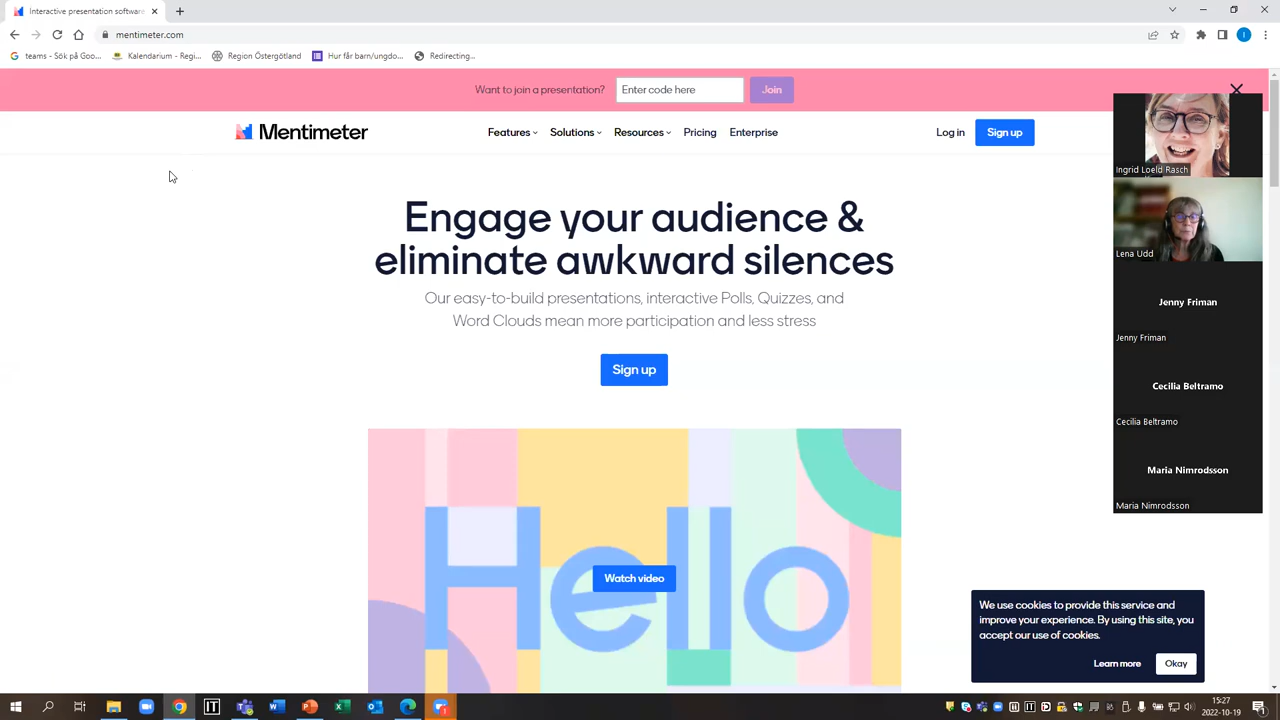 Interactive presentation software
mentimeter.com
teams - Sök på Goo...
Kalendarium - Regi...
Region Östergötland
Hur får barn/ungdo...
Redirecting...
Want to join a presentation?
Enter code here
Join
Mentimeter
Features
Solutions
Resources
Pricing
Enterprise
Log in
Sign up
Engage your audience &
eliminate awkward silences
Our easy-to-build presentations, interactive Polls, Quizzes, and
Word Clouds mean more participation and less stress
Sign up
Hello
Watch video
Ingrid Loeld Rasch
Lena Udd
Jenny Friman
Jenny Friman
Cecilia Beltramo
Cecilia Beltramo
Maria Nimrodsson
Maria Nimrodsson
We use cookies to provide this service and
improve your experience. By using this site, you
accept our use of cookies.
Learn more
Okay
15:27
2022-10-19